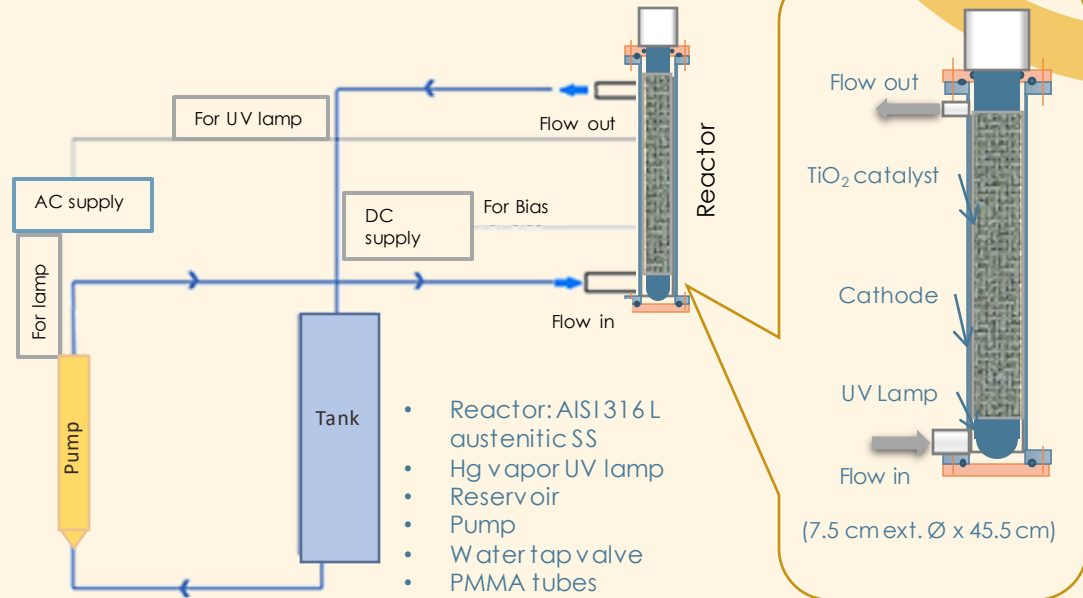 For UV lamp
Flow out
Reactor
AC supply
DC
supply
For Bias
For lamp
Flow in
Pump
Tank
• Reactor: AISI 316 L
austenitic SS
• Hg vapor UV lamp
• Reservoir
• Pump
• Water tap valve
• PMMA tubes
Flow out
TiO₂ catalyst
Cathode
UV Lamp
Flow in
(7.5 cm ext. Ø x 45.5 cm)